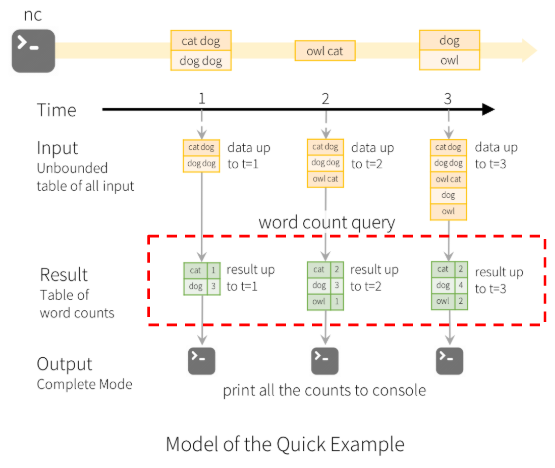 nc
cat dog
dog dog
owl cat
dog
owl
Time
1
2
3
Input
Unbounded
table of all input
cat dog
dog dog
data up
to t=1
cat dog
dog dog
owl cat
data up
to t=2
cat dog
dog dog
owl cat
dog
owl
data up
to t=3
word count query
Result
Table of
word counts
cat 1
dog 3
result up
to t=1
cat 2
dog 3
owl 1
result up
to t=2
cat 2
dog 4
owl 2
result up
to t=3
Output
Complete Mode
print all the counts to console
Model of the Quick Example